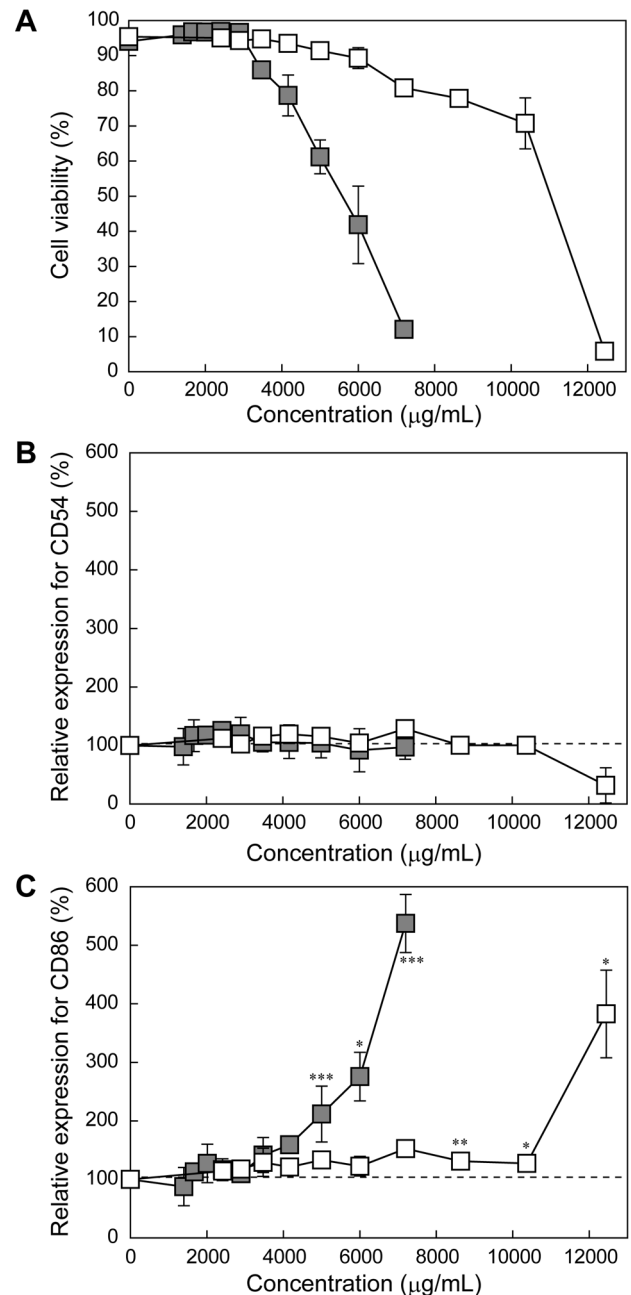 A
100
90
80
70
60
50
40
30
20
10
0
Cell viability (%)
0 2000 4000 6000 8000 10000 12000
Concentration (μg/mL)
B
600
500
400
300
200
100
0
Relative expression for CD54 (%)
0 2000 4000 6000 8000 10000 12000
Concentration (μg/mL)
C
600
500
400
300
200
100
0
Relative expression for CD86 (%)
***
*
***
**
*
*
0 2000 4000 6000 8000 10000 12000
Concentration (μg/mL)